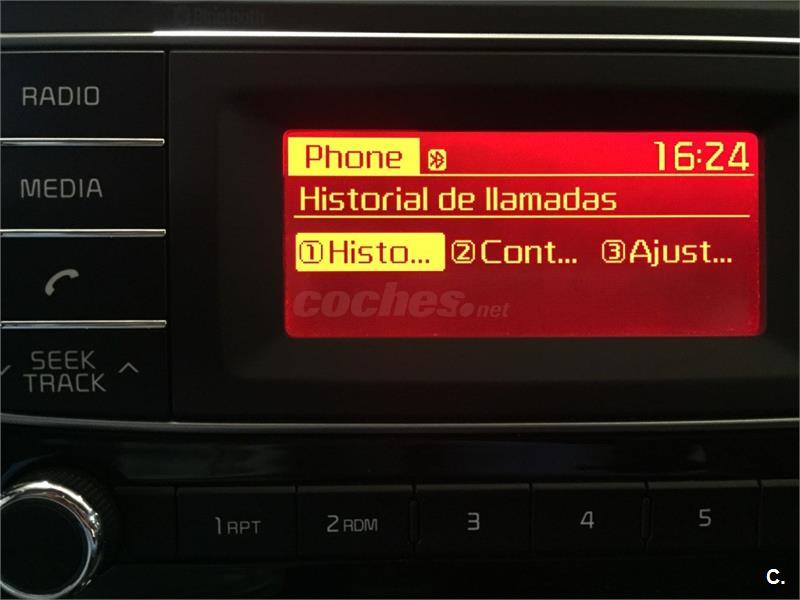 Bluetooth
RADIO
MEDIA
SEEK
TRACK
Phone 16:24
Historial de llamadas
①Histo... ②Cont... ③Ajust...
coches.net
1 RPT 2 RDM 3 4 5
C.